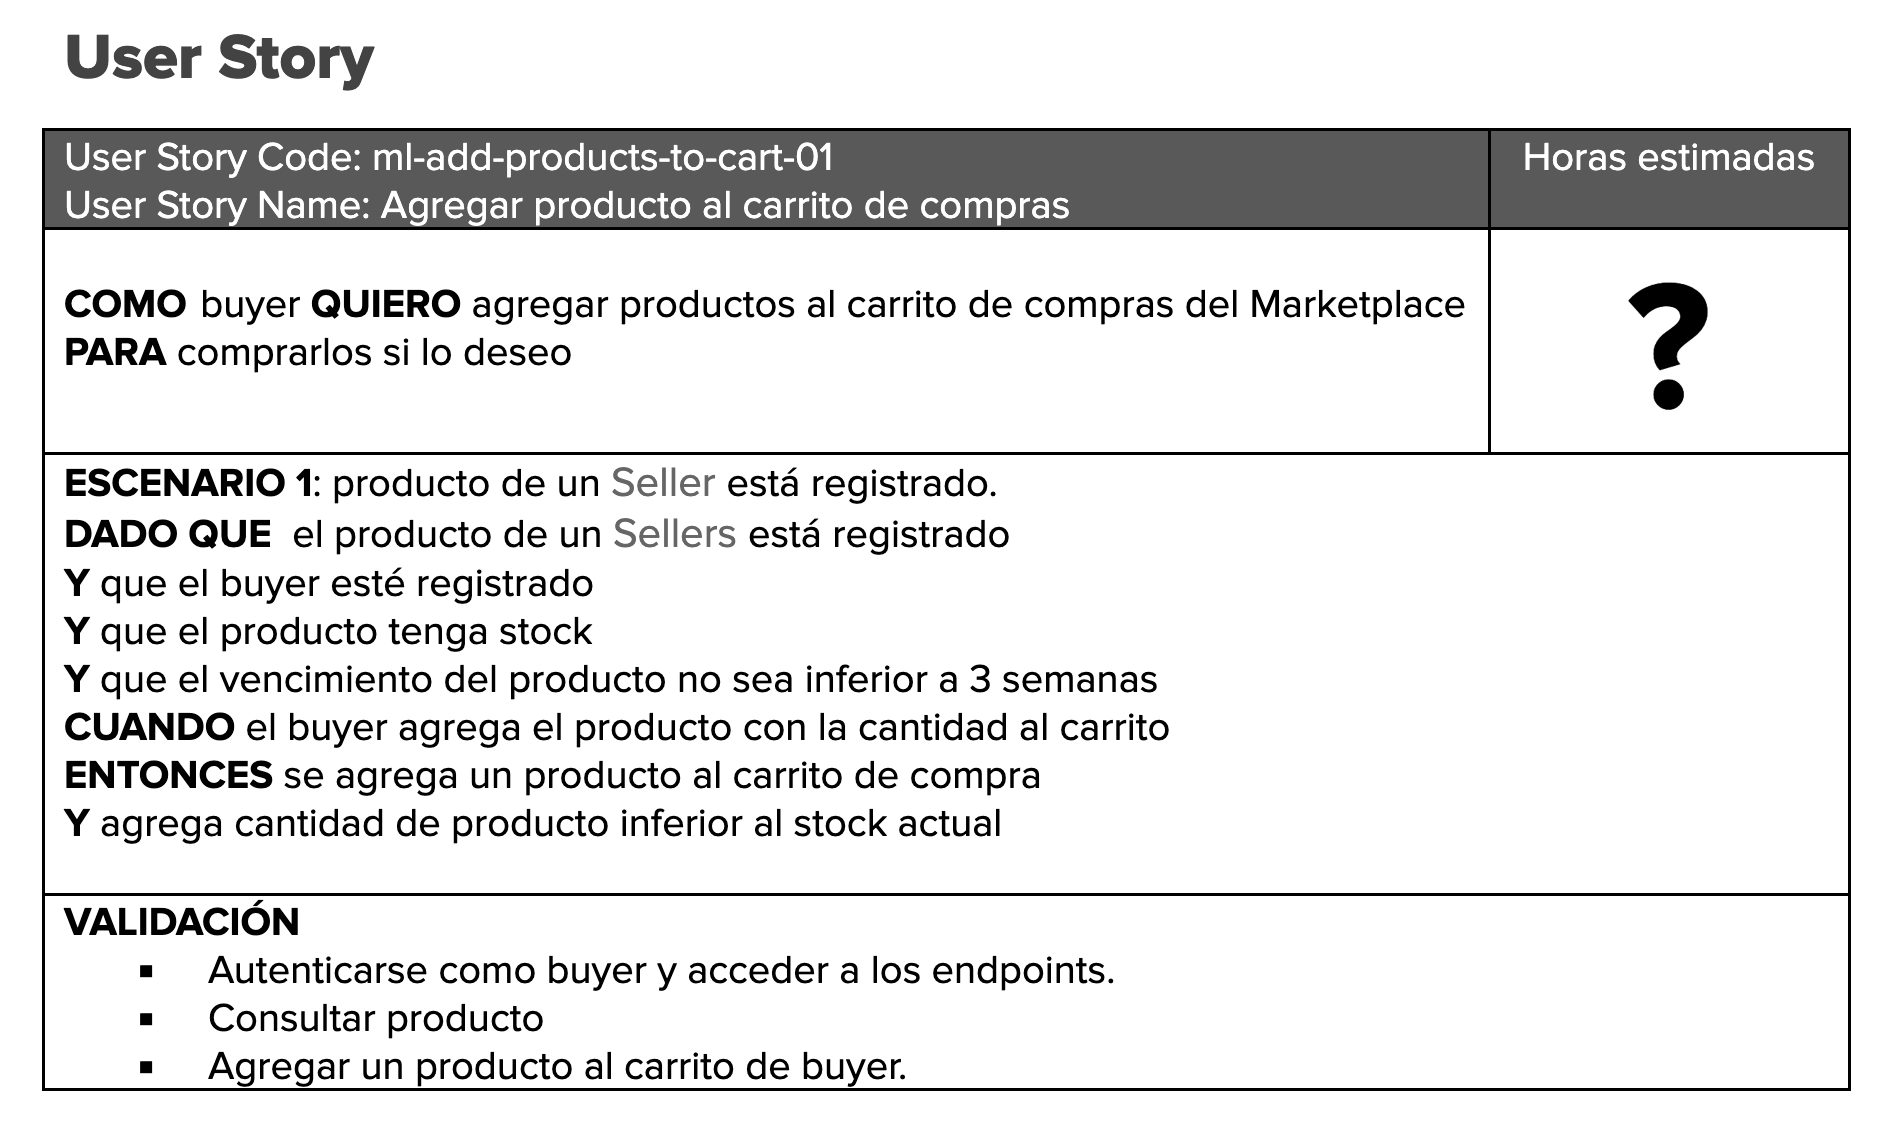 User Story
User Story Code: ml-add-products-to-cart-01
User Story Name: Agregar producto al carrito de compras
Horas estimadas
COMO buyer QUIERO agregar productos al carrito de compras del Marketplace
PARA comprarlos si lo deseo
?
ESCENARIO 1: producto de un Seller está registrado.
DADO QUE el producto de un Sellers está registrado
Y que el buyer esté registrado
Y que el producto tenga stock
Y que el vencimiento del producto no sea inferior a 3 semanas
CUANDO el buyer agrega el producto con la cantidad al carrito
ENTONCES se agrega un producto al carrito de compra
Y agrega cantidad de producto inferior al stock actual
VALIDACIÓN
▪ Autenticarse como buyer y acceder a los endpoints.
▪ Consultar producto
▪ Agregar un producto al carrito de buyer.